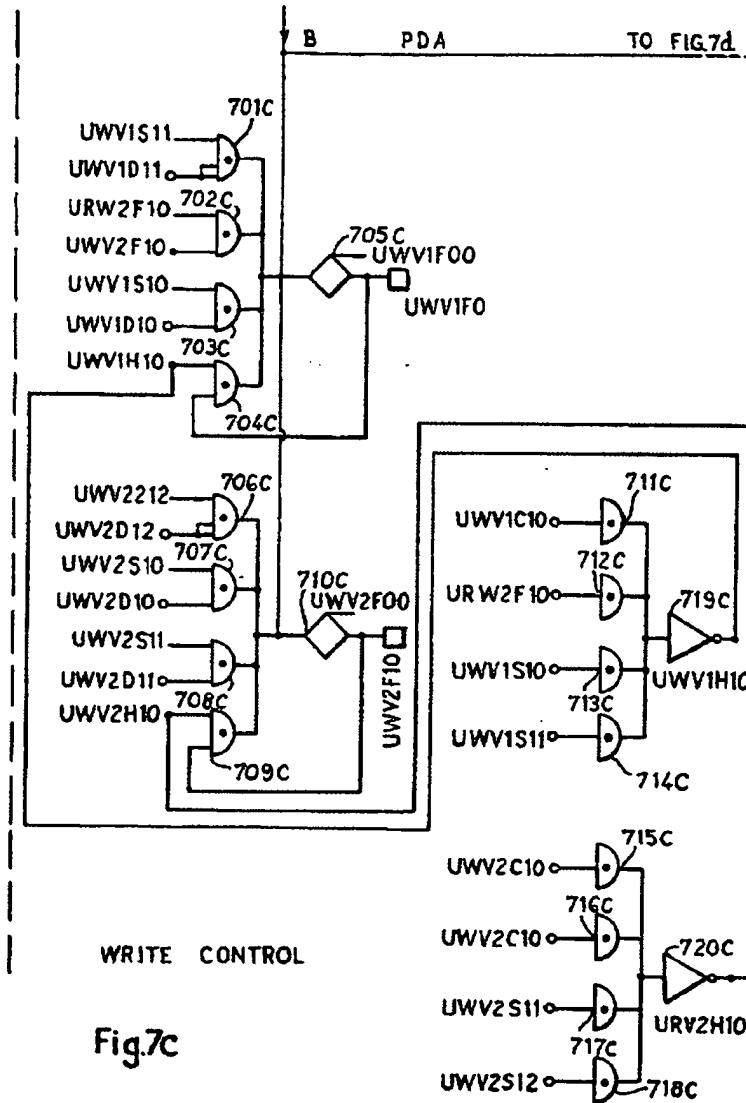 B PDA TO FIG.7d
701C
UWV1S11
UWV1D11
702C
URW2F10
UWV2F10
705C
UWV1F00
UWV1F0
UWV1S10
UWV1D10
703C
UWV1H10
704C
706C
UWV2212
UWV2D12
707C
UWV2S10
UWV2D10
710C
UWV2F00
UWV2F10
UWV2S11
UWV2D11
708C
UWV2H10
709C
711C
UWV1C10
712C
URW2F10
719C
UWV1H10
UWV1S10
713C
UWV1S11
714C
715C
UWV2C10
716C
UWV2C10
720C
URV2H10
UWV2S11
717C
UWV2S12
718C
WRITE CONTROL
Fig.7c